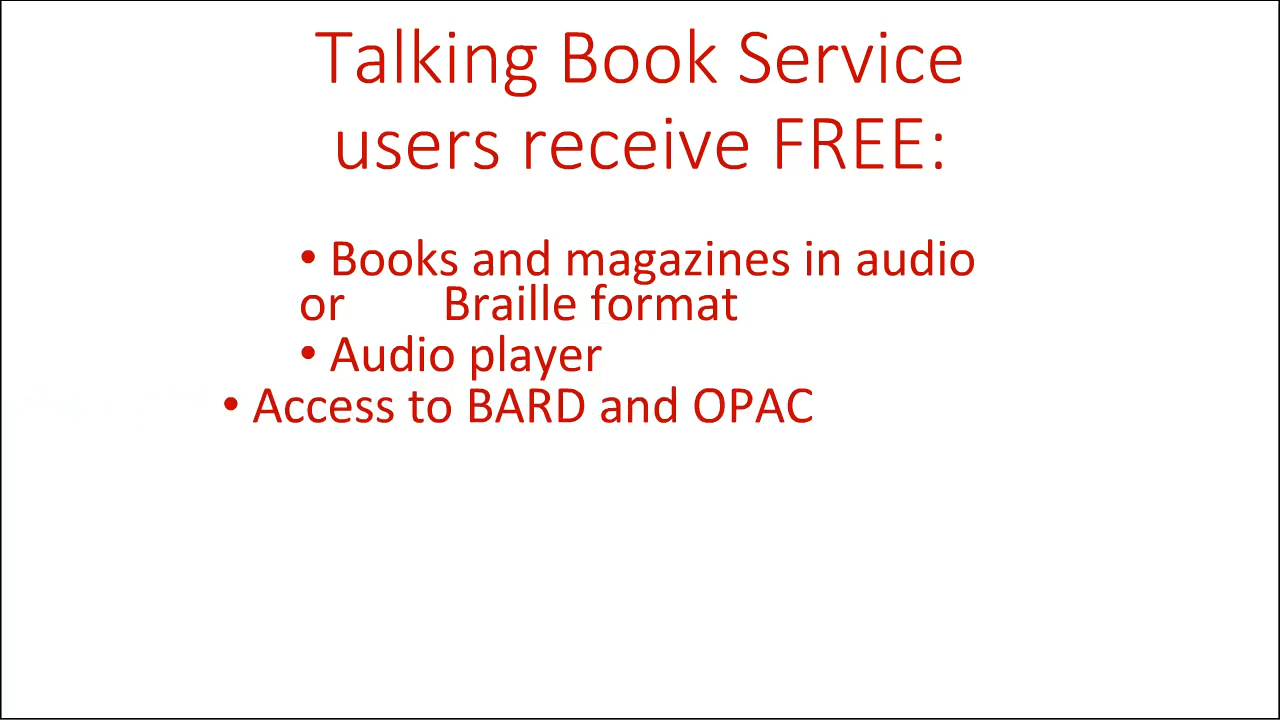 Talking Book Service
users receive FREE:
• Books and magazines in audio
or Braille format
• Audio player
• Access to BARD and OPAC